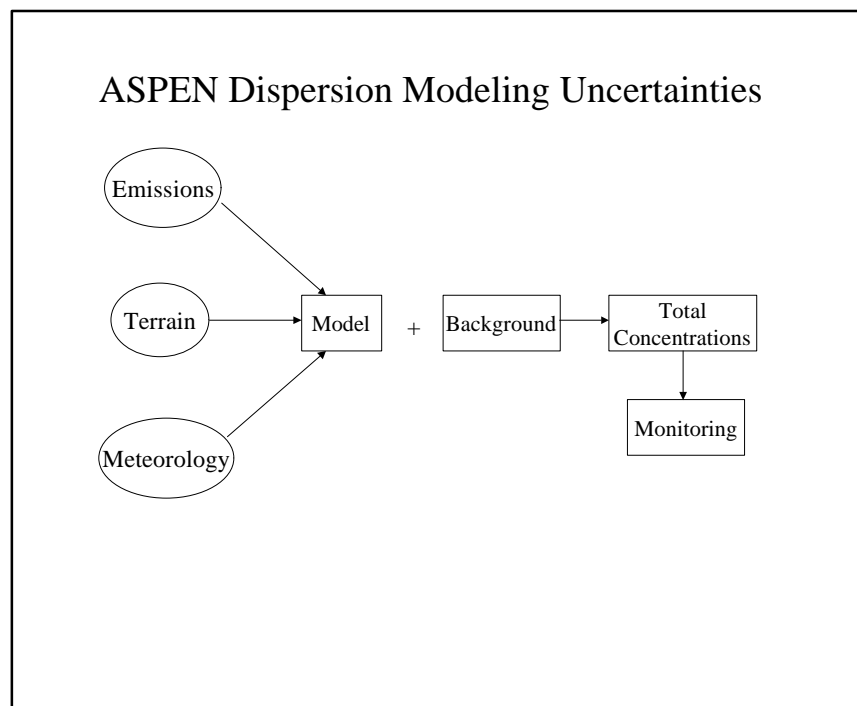 ASPEN Dispersion Modeling Uncertainties
Emissions
Terrain
Model
+
Background
Total
Concentrations
Meteorology
Monitoring